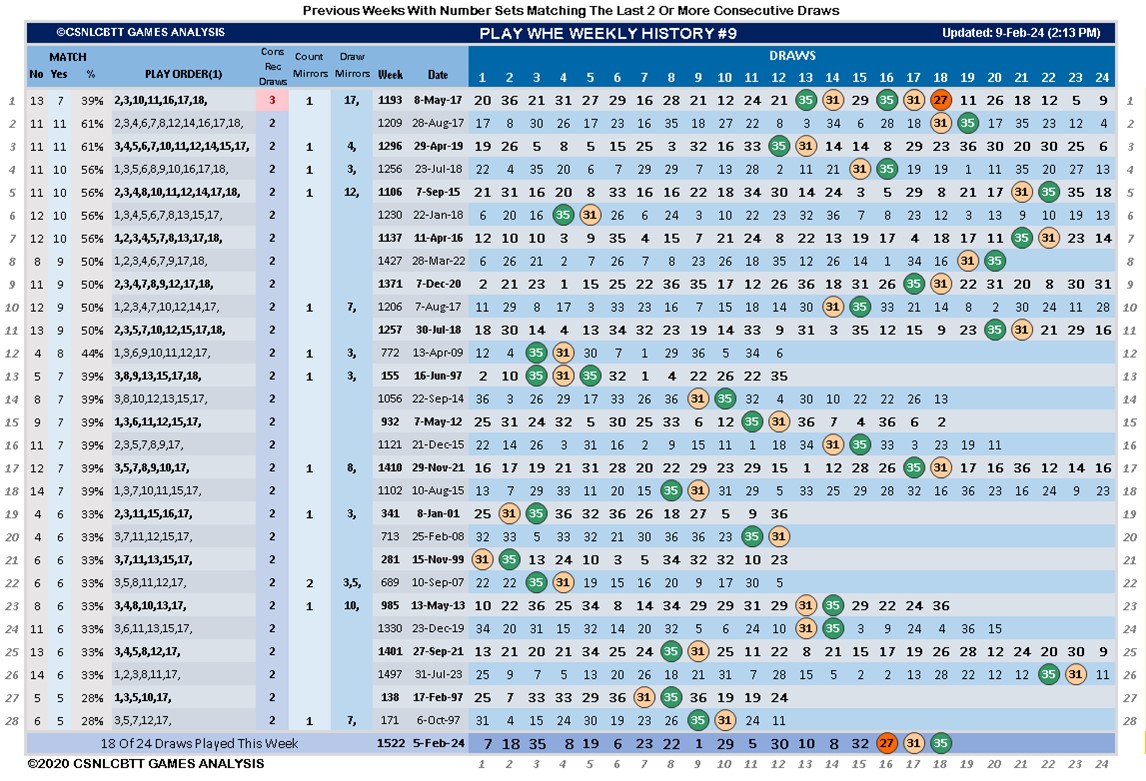 Previous Weeks With Number Sets Matching The Last 2 Or More Consecutive Draws
©CSNLCBTT GAMES ANALYSIS PLAY WHE WEEKLY HISTORY #9 Updated: 9-Feb-24 (2:13 PM)
MATCH Cons Rec Draws Count Mirrors Draw Mirrors DRAWS
No Yes % PLAY ORDER(1) Week Date 1 2 3 4 5 6 7 8 9 10 11 12 13 14 15 16 17 18 19 20 21 22 23 24
1 13 7 39% 2,3,10,11,16,17,18, 3 1 17, 1193 8-May-17 20 36 21 31 27 29 16 28 21 11 24 21 35 31 29 35 31 27 11 26 18 12 5 9 1
2 11 11 61% 2,3,4,6,7,8,12,14,16,17,18, 2 1209 28-Aug-17 17 8 30 26 17 23 16 35 18 27 22 8 3 34 6 28 18 31 35 17 35 23 12 4 2
3 11 11 61% 3,4,5,6,7,10,11,12,14,15,17, 2 1 4, 1296 29-Apr-19 19 26 5 8 5 15 25 3 32 16 33 35 31 14 14 8 29 23 36 30 20 30 25 6 3
4 11 10 56% 1,3,5,6,8,9,10,16,17,18, 2 1 3, 1256 23-Jul-18 22 4 35 20 6 29 29 7 13 28 2 11 21 31 35 19 19 1 11 35 20 27 13 4
5 11 10 56% 2,3,4,8,10,11,12,14,17,18, 2 1 12, 1106 7-Sep-15 21 31 16 20 8 33 16 16 22 18 34 30 14 24 3 5 29 8 21 17 31 35 35 18 5
6 12 10 56% 1,3,4,5,6,7,8,13,15,17, 2 1230 22-Jan-18 6 20 16 35 31 26 6 23 3 10 22 23 32 36 7 8 23 12 3 13 9 10 19 13 6
7 12 10 56% 1,2,3,4,5,7,8,13,17,18, 2 1137 11-Apr-16 12 10 10 3 9 35 4 15 7 21 24 8 22 13 19 17 4 18 17 11 35 31 23 14 7
8 8 9 50% 1,2,3,4,6,7,9,17,18, 2 1427 28-Mar-22 6 26 21 2 7 26 7 8 23 26 18 35 12 26 14 8 1 34 16 31 35 8
9 11 9 50% 2,3,4,7,8,9,12,17,18, 2 1371 7-Dec-20 2 21 23 1 15 25 22 36 35 17 12 26 36 18 31 26 35 31 22 31 20 8 30 31 9
10 12 9 50% 1,2,3,4,7,10,12,14,17, 2 1 7, 1206 7-Aug-17 11 29 8 17 3 33 23 16 7 15 18 14 30 31 35 33 21 14 8 2 30 24 11 28 10
11 13 9 50% 2,3,5,7,10,12,15,17,18, 2 1257 30-Jul-18 18 30 14 4 13 34 32 23 19 14 33 9 31 3 35 12 15 9 23 35 31 21 29 16 11
12 4 8 44% 1,3,6,9,10,11,12,17, 2 1 3, 772 13-Apr-09 12 4 35 31 30 7 1 29 36 5 34 6 12
13 5 7 39% 3,8,9,13,15,17,18, 2 1 3, 155 16-Jun-97 2 10 35 31 35 32 1 4 22 26 22 35 13
14 8 7 39% 3,8,10,12,13,15,17, 2 1056 22-Sep-14 36 3 26 29 17 33 26 36 31 35 32 4 30 10 22 22 26 13 14
15 9 7 39% 1,3,6,11,12,15,17, 2 932 7-May-12 25 31 24 32 5 30 25 33 6 12 35 31 36 7 4 36 6 2 15
16 11 7 39% 2,3,5,7,8,9,17, 2 1121 21-Dec-15 22 14 26 3 31 16 2 9 15 11 1 18 34 31 35 33 3 23 19 11 16
17 12 7 39% 3,5,7,8,9,10,17, 2 1 8, 1410 29-Nov-21 16 17 19 21 31 28 20 22 29 23 29 15 1 12 28 26 35 31 17 16 36 12 14 16 17
18 14 7 39% 1,3,7,10,11,15,17, 2 1102 10-Aug-15 13 7 29 33 11 20 15 35 31 31 29 5 33 25 29 28 32 16 36 23 16 24 9 23 18
19 4 6 33% 2,3,11,15,16,17, 2 1 3, 341 8-Jan-01 25 31 35 36 32 36 26 18 27 5 9 36 19
20 4 6 33% 3,7,11,12,15,17, 2 713 25-Feb-08 32 33 5 33 32 21 30 36 36 23 35 31 20
21 6 6 33% 3,7,11,13,15,17, 2 281 15-Nov-99 31 35 13 24 10 3 5 34 32 32 10 23 21
22 6 6 33% 3,5,8,11,12,17, 2 2 3,5, 689 10-Sep-07 22 22 35 31 19 15 16 20 9 17 30 5 22
23 8 6 33% 3,4,8,10,13,17, 2 1 10, 985 13-May-13 10 22 36 25 34 8 14 34 29 29 31 29 31 35 29 22 24 36 23
24 11 6 33% 3,6,11,13,15,17, 2 1330 23-Dec-19 34 20 31 15 32 14 20 32 5 6 24 10 31 35 3 9 24 4 36 15 24
25 13 6 33% 3,4,5,8,12,17, 2 1401 27-Sep-21 13 21 20 21 34 25 24 35 31 25 11 22 8 21 15 17 19 26 28 12 24 20 30 9 25
26 14 6 33% 1,2,3,8,11,17, 2 1497 31-Jul-23 25 9 7 5 13 20 26 18 21 31 7 28 15 5 2 2 13 28 22 12 12 35 31 11 26
27 7 5 28% 1,3,5,10,17, 2 138 17-Feb-97 25 7 33 33 29 36 31 35 36 19 19 24 27
28 6 5 28% 3,5,7,12,17, 2 1 7, 171 6-Oct-97 31 4 15 24 30 19 23 26 35 31 24 11 28
18 Of 24 Draws Played This Week 1522 5-Feb-24 7 18 35 8 19 6 23 22 1 29 5 30 10 8 32 27 31 35
©2020 CSNLCBTT GAMES ANALYSIS 1 2 3 4 5 6 7 8 9 10 11 12 13 14 15 16 17 18 19 20 21 22 23 24